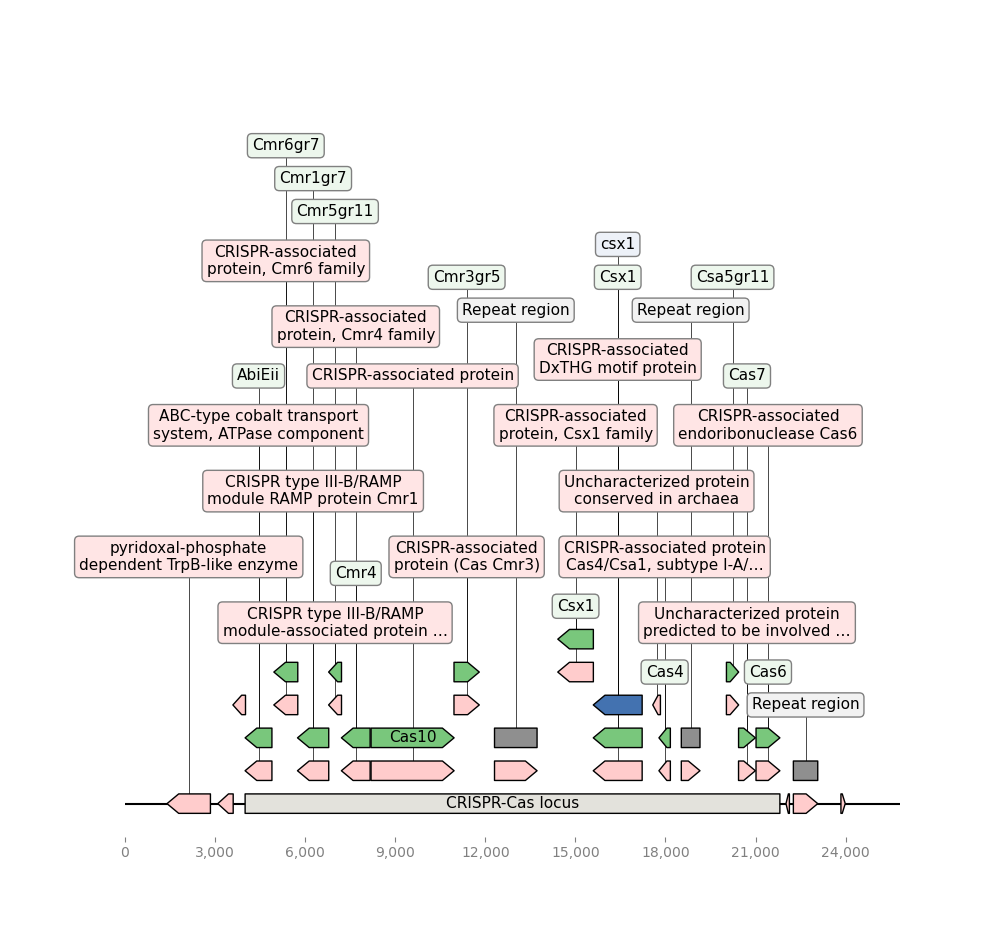 Cmr6gr7
Cmr1gr7
Cmr5gr11
csx1
CRISPR-associated
protein, Cmr6 family
Cmr3gr5
Csx1
Csa5gr11
Repeat region
Repeat region
CRISPR-associated
protein, Cmr4 family
CRISPR-associated
DxTHG motif protein
AbiEii
CRISPR-associated protein
Cas7
ABC-type cobalt transport
system, ATPase component
CRISPR-associated
protein, Csx1 family
CRISPR-associated
endoribonuclease Cas6
CRISPR type III-B/RAMP
module RAMP protein Cmr1
Uncharacterized protein
conserved in archaea
pyridoxal-phosphate
dependent TrpB-like enzyme
Cmr4
CRISPR-associated
protein (Cas Cmr3)
CRISPR-associated protein
Cas4/Csa1, subtype I-A/...
Csx1
CRISPR type III-B/RAMP
module-associated protein ...
Uncharacterized protein
predicted to be involved ...
Cas4
Cas6
Repeat region
Cas10
CRISPR-Cas locus
0
3,000
6,000
9,000
12,000
15,000
18,000
21,000
24,000